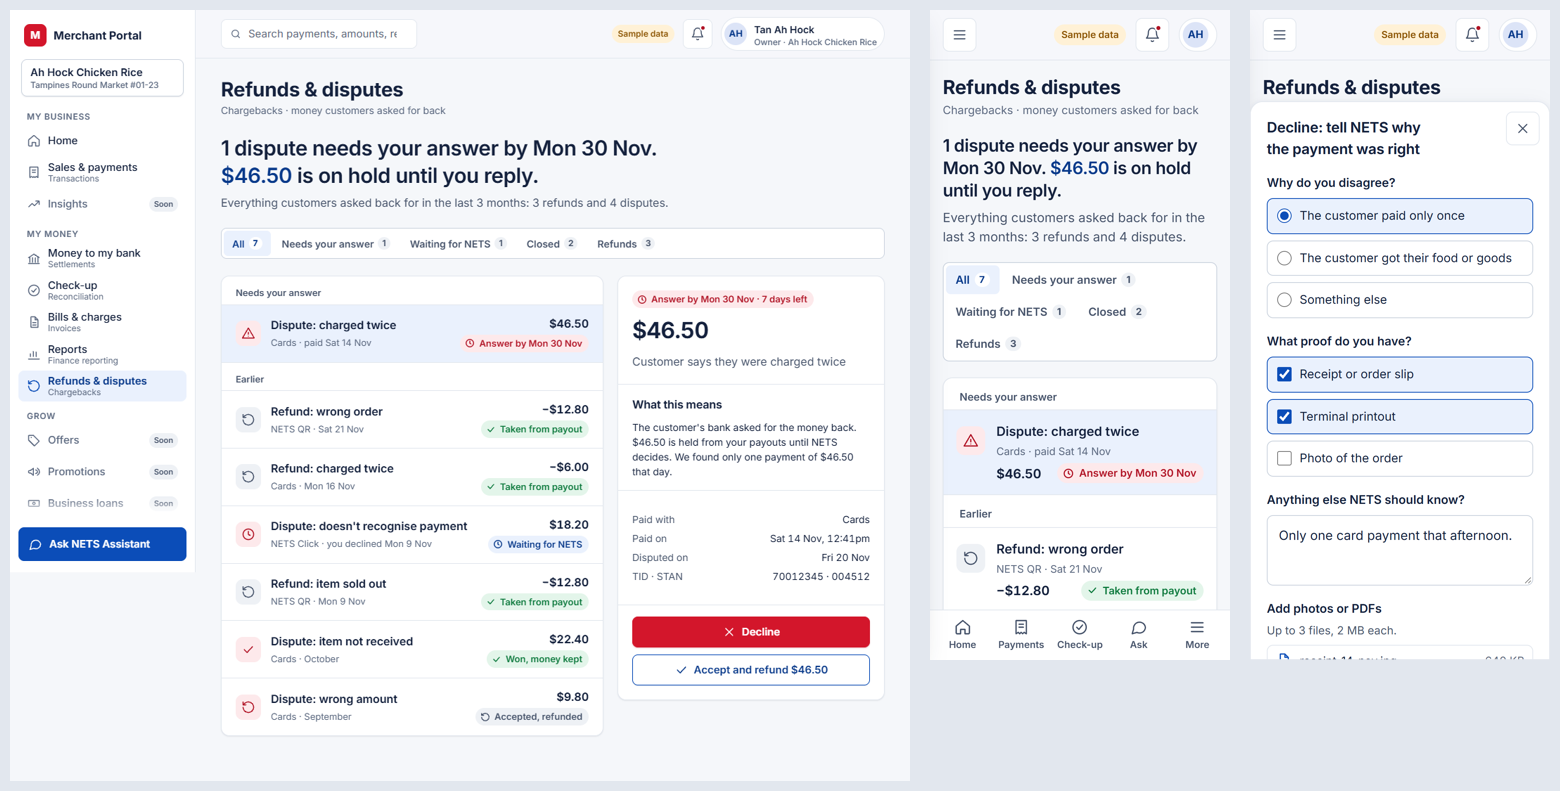 M Merchant Portal
Ah Hock Chicken Rice
Tampines Round Market #01-23
MY BUSINESS
Home
Sales & payments
Transactions
Insights Soon
MY MONEY
Money to my bank
Settlements
Check-up
Reconciliation
Bills & charges
Invoices
Reports
Finance reporting
Refunds & disputes
Chargebacks
GROW
Offers Soon
Promotions Soon
Business loans Soon
Ask NETS Assistant
Search payments, amounts, re
Sample data
AH
Tan Ah Hock
Owner · Ah Hock Chicken Rice
Refunds & disputes
Chargebacks · money customers asked for back
1 dispute needs your answer by Mon 30 Nov.
$46.50 is on hold until you reply.
Everything customers asked back for in the last 3 months: 3 refunds and 4 disputes.
All 7 Needs your answer 1 Waiting for NETS 1 Closed 2 Refunds 3
Needs your answer
Dispute: charged twice $46.50
Cards · paid Sat 14 Nov Answer by Mon 30 Nov
Earlier
Refund: wrong order −$12.80
NETS QR · Sat 21 Nov Taken from payout
Refund: charged twice −$6.00
Cards · Mon 16 Nov Taken from payout
Dispute: doesn't recognise payment $18.20
NETS Click · you declined Mon 9 Nov Waiting for NETS
Refund: item sold out −$12.80
NETS QR · Mon 9 Nov Taken from payout
Dispute: item not received $22.40
Cards · October Won, money kept
Dispute: wrong amount $9.80
Cards · September Accepted, refunded
Answer by Mon 30 Nov · 7 days left
$46.50
Customer says they were charged twice
What this means
The customer's bank asked for the money back.
$46.50 is held from your payouts until NETS
decides. We found only one payment of $46.50
that day.
Paid with Cards
Paid on Sat 14 Nov, 12:41pm
Disputed on Fri 20 Nov
TID · STAN 70012345 · 004512
Decline
Accept and refund $46.50
Sample data AH
Refunds & disputes
Chargebacks · money customers asked for back
1 dispute needs your answer by
Mon 30 Nov. $46.50 is on hold
until you reply.
Everything customers asked back for in the
last 3 months: 3 refunds and 4 disputes.
All 7 Needs your answer 1
Waiting for NETS 1 Closed 2
Refunds 3
Needs your answer
Dispute: charged twice
Cards · paid Sat 14 Nov
$46.50 Answer by Mon 30 Nov
Earlier
Refund: wrong order
NETS QR · Sat 21 Nov
−$12.80 Taken from payout
Home Payments Check-up Ask More
Sample data AH
Refunds & disputes
Decline: tell NETS why
the payment was right
Why do you disagree?
The customer paid only once
The customer got their food or goods
Something else
What proof do you have?
Receipt or order slip
Terminal printout
Photo of the order
Anything else NETS should know?
Only one card payment that afternoon.
Add photos or PDFs
Up to 3 files, 2 MB each.